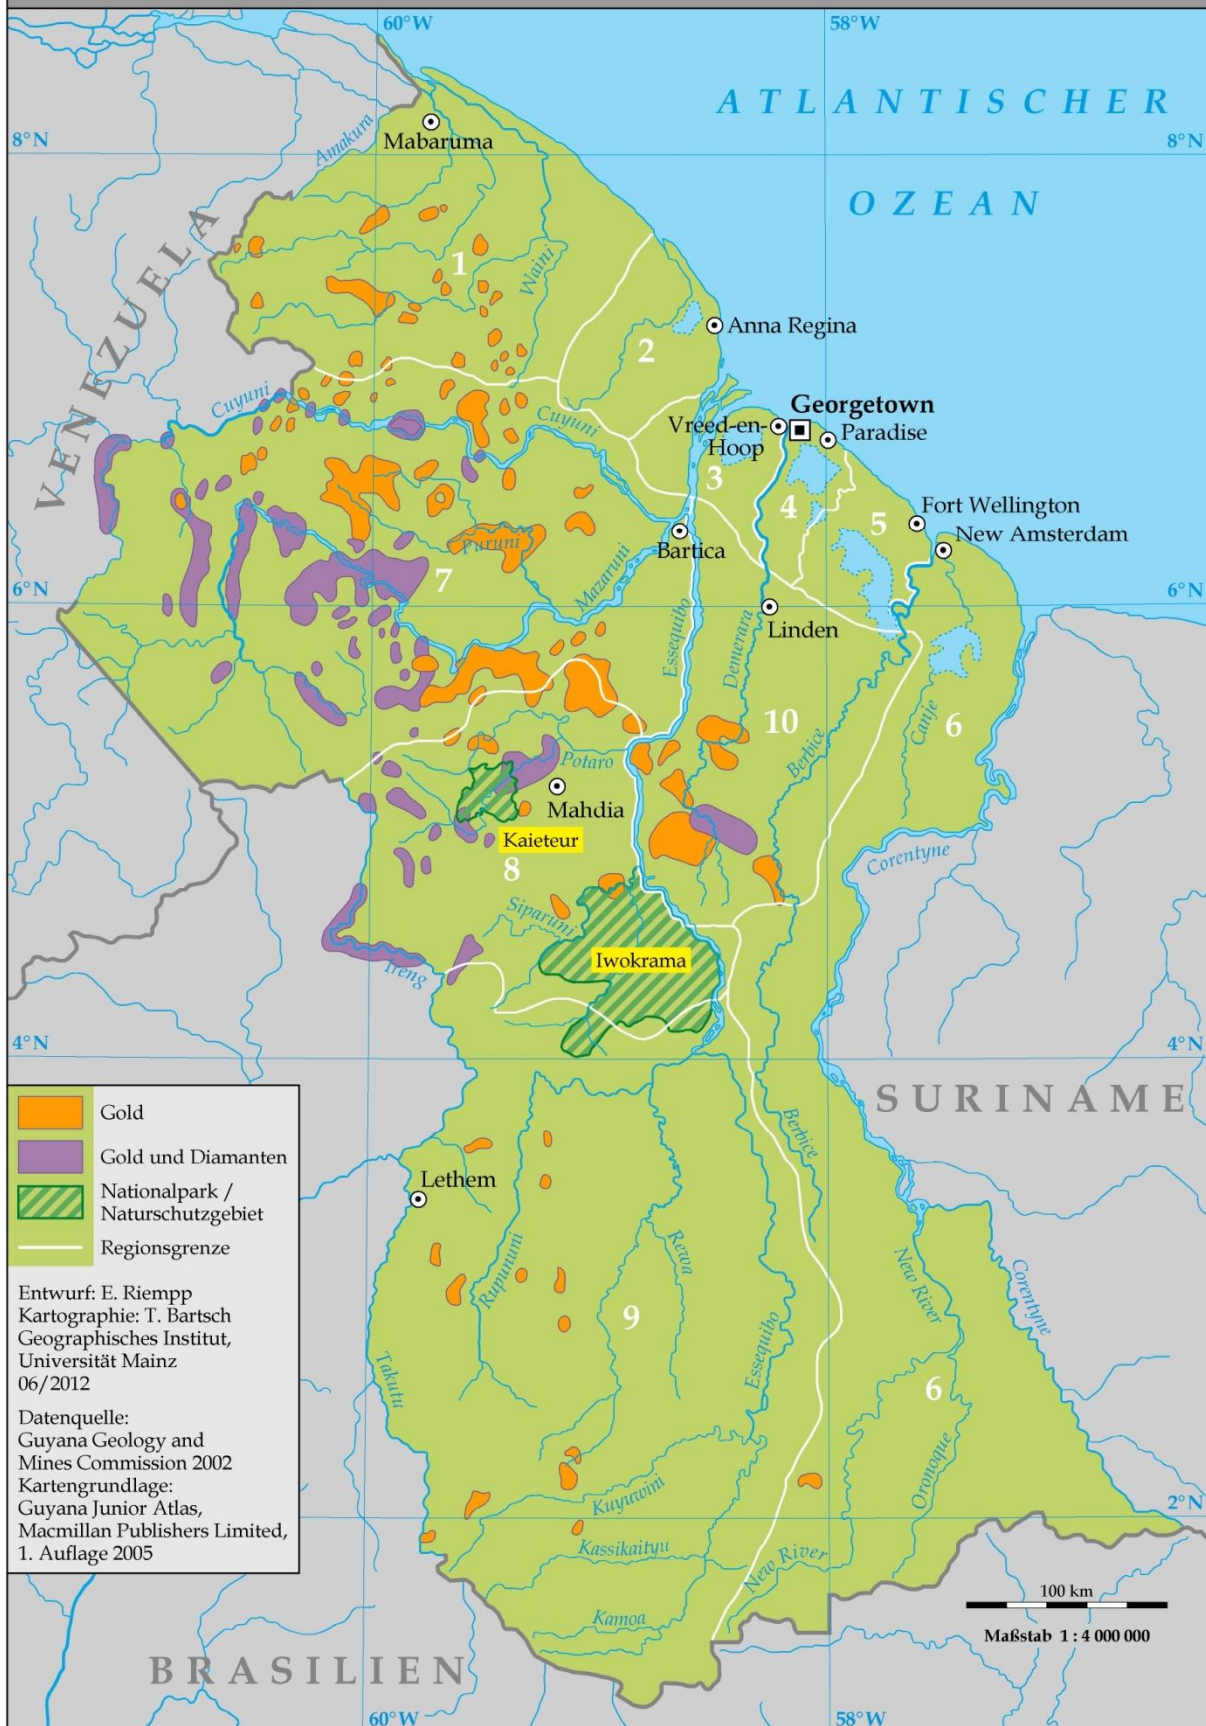 60°W
58°W
ATLANTISCHER
OZEAN
8°N
8°N
Amakura
Mabaruma
VENEZUELA
1
Waini
Anna Regina
2
Cuyuni
Cuyuni
Georgetown
Vreed-en-
Hoop
Paradise
3
4
5
Fort Wellington
New Amsterdam
Bartica
Puruni
7
Mazaruni
6°N
6°N
Linden
Essequibo
Demerara
10
Berbice
Canje
6
Potaro
Mahdia
Kaieteur
8
Corentyne
Siparuni
Iwokrama
Ireng
4°N
4°N
SURINAME
Gold
Gold und Diamanten
Nationalpark /
Naturschutzgebiet
Regionsgrenze
Entwurf: E. Riempp
Kartographie: T. Bartsch
Geographisches Institut,
Universität Mainz
06/2012
Datenquelle:
Guyana Geology and
Mines Commission 2002
Kartengrundlage:
Guyana Junior Atlas,
Macmillan Publishers Limited,
1. Auflage 2005
Lethem
Berbice
Rupununi
Rewa
New River
Corentyne
9
Essequibo
Takutu
6
Oronoque
Kuyuwini
2°N
Kassikaityu
New River
Kamoa
100 km
Maßstab 1 : 4 000 000
BRASILIEN
60°W
58°W